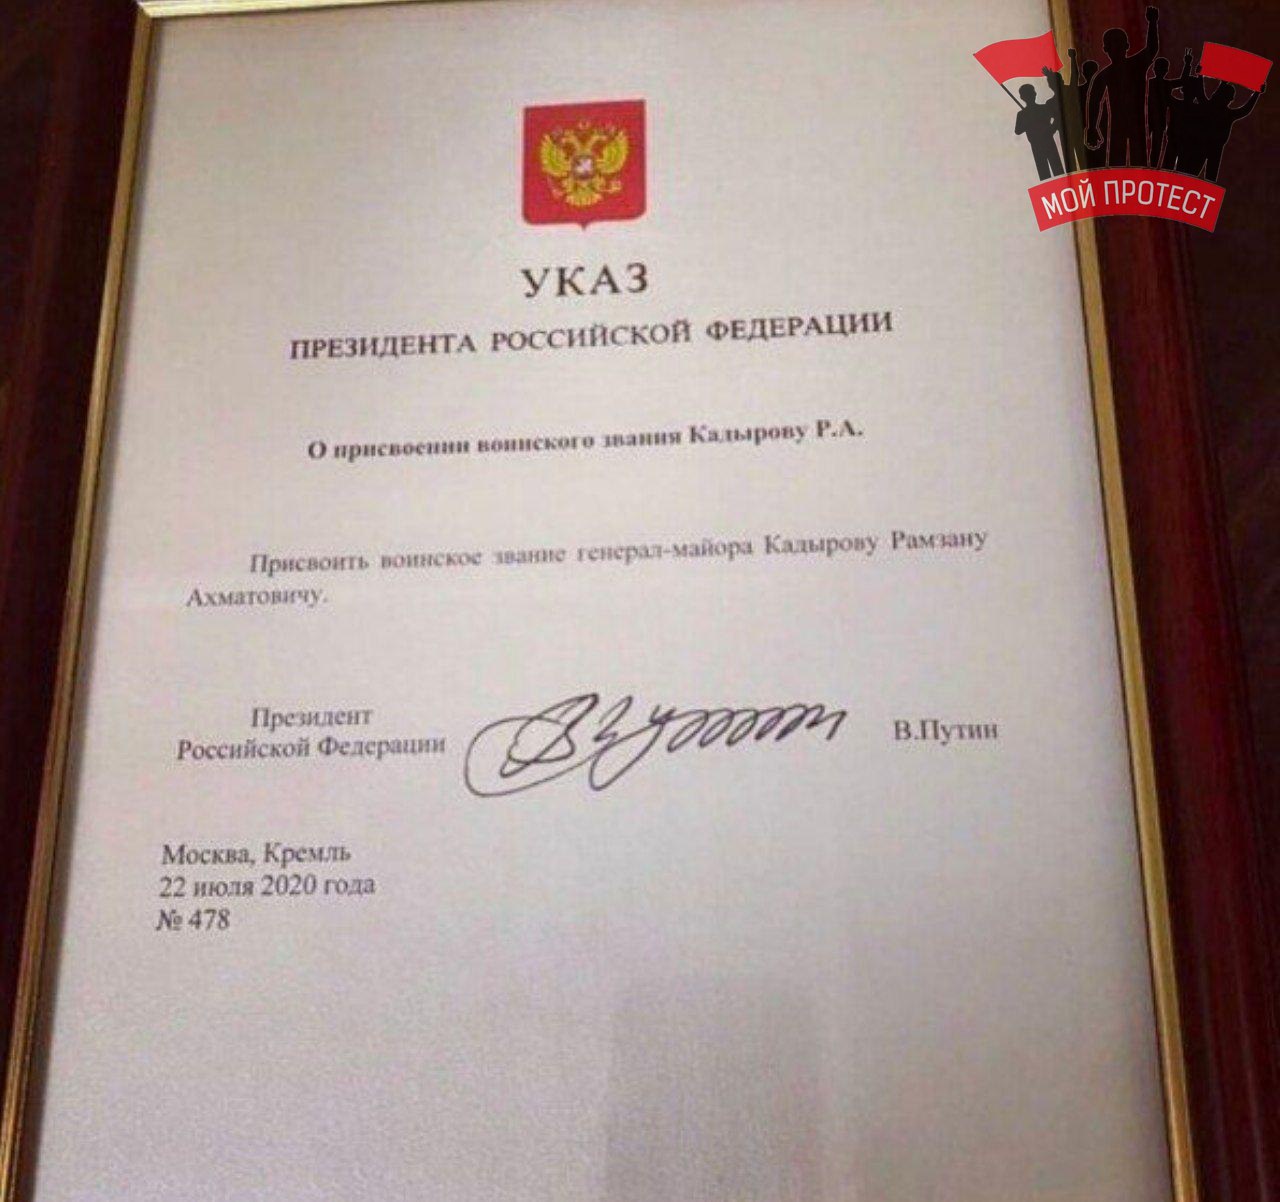 МОЙ ПРОТЕСТ
УКАЗ
ПРЕЗИДЕНТА РОССИЙСКОЙ ФЕДЕРАЦИИ
О присвоении воинского звания Кадырову Р.А.
Присвоить воинское звание генерал-майора Кадырову Рамзану
Ахматовичу.
Президент
Российской Федерации
В.Путин
Москва, Кремль
22 июля 2020 года
№ 478